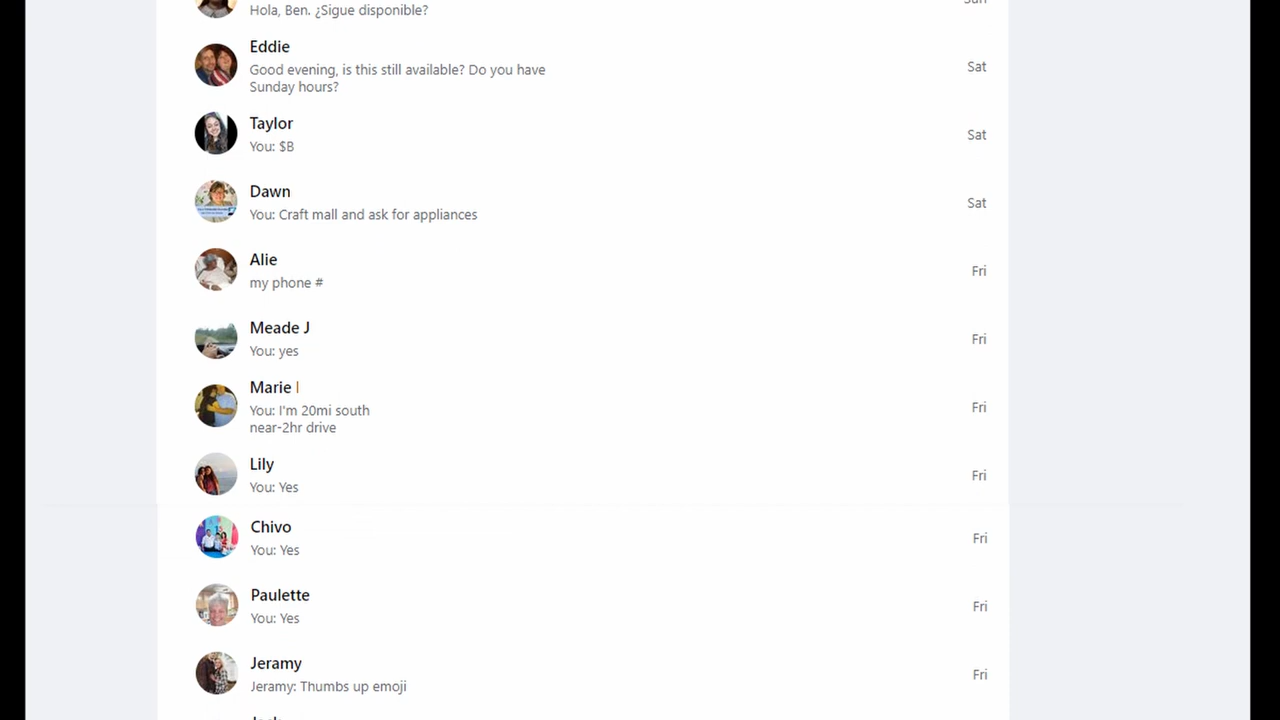 Hola, Ben. ¿Sigue disponible?
Eddie
Good evening, is this still available? Do you have
Sunday hours?
Sat
Taylor
You: $B
Sat
Dawn
You: Craft mall and ask for appliances
Sat
Alie
my phone #
Fri
Meade J
You: yes
Fri
Marie
You: I'm 20mi south
near-2hr drive
Fri
Lily
You: Yes
Fri
Chivo
You: Yes
Fri
Paulette
You: Yes
Fri
Jeramy
Jeramy: Thumbs up emoji
Fri